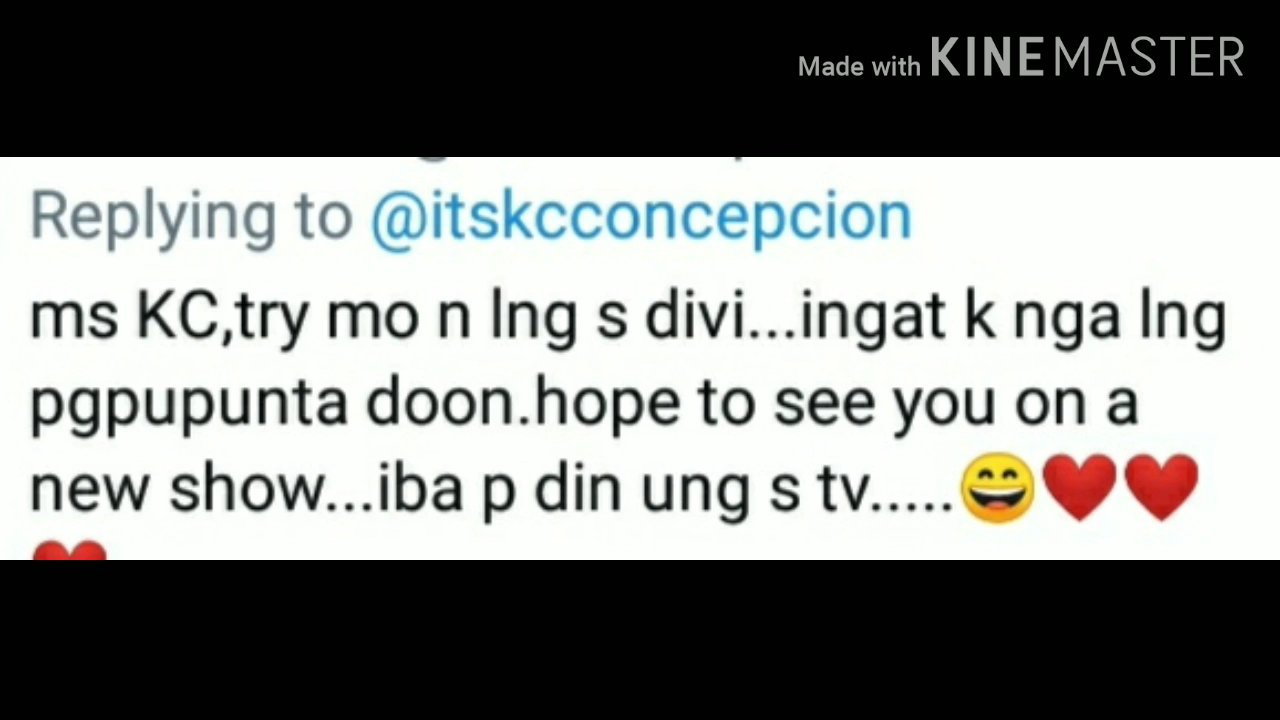 Made with KINEMASTER
Replying to @itskcconcepcion
ms KC,try mo n lng s divi...ingat k nga lng
pgpupunta doon.hope to see you on a
new show...iba p din ung s tv.....😄❤️❤️
❤️